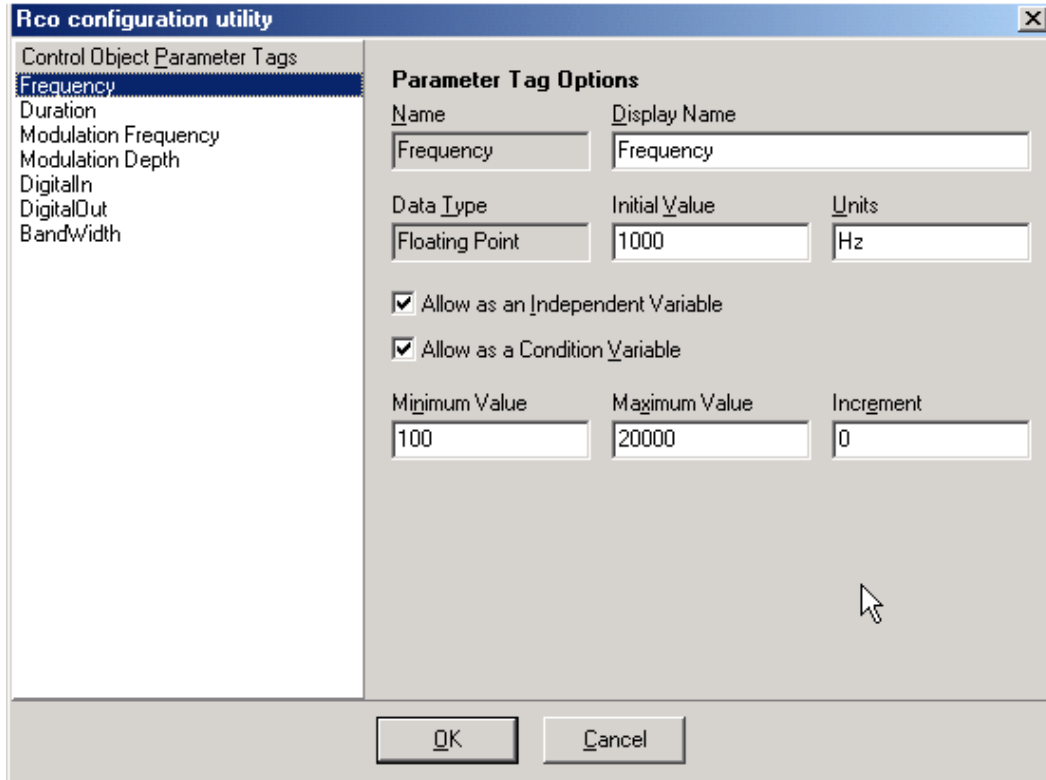 Rco configuration utility
Control Object Parameter Tags
Frequency
Duration
Modulation Frequency
Modulation Depth
DigitalIn
DigitalOut
BandWidth
Parameter Tag Options
Name
Display Name
Frequency
Frequency
Data Type
Initial Value
Units
Floating Point
1000
Hz
Allow as an Independent Variable
Allow as a Condition Variable
Minimum Value
Maximum Value
Increment
100
20000
0
OK
Cancel